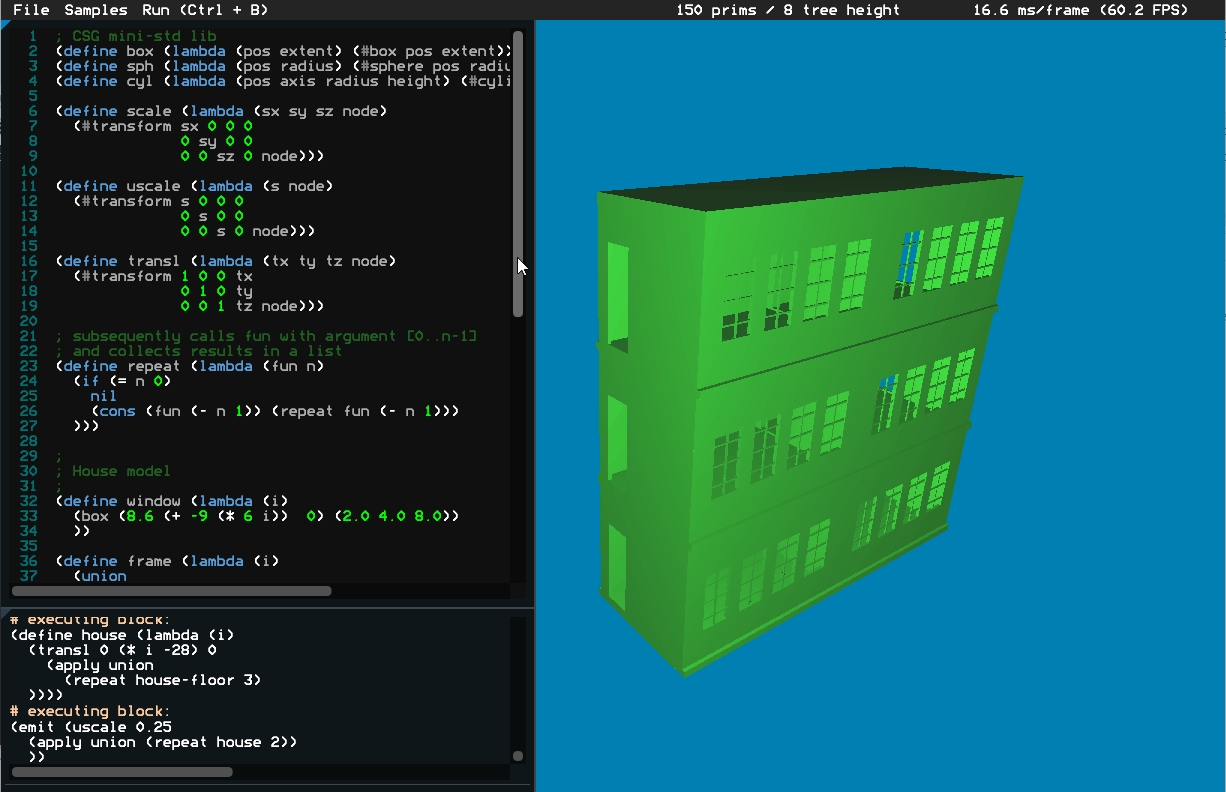 File Samples Run (Ctrl + B) 150 prims / 8 tree height 16.6 ms/frame (60.2 FPS)
1 ; CSG mini-std lib
2 (define box (lambda (pos extent) (#box pos extent))
3 (define sph (lambda (pos radius) (#sphere pos radiu
4 (define cyl (lambda (pos axis radius height) (#cyli
5
6 (define scale (lambda (sx sy sz node)
7   (#transform sx 0 0 0
8               0 sy 0 0
9               0 0 sz 0 node)))
10
11 (define uscale (lambda (s node)
12   (#transform s 0 0 0
13               0 s 0 0
14               0 0 s 0 node)))
15
16 (define transl (lambda (tx ty tz node)
17   (#transform 1 0 0 tx
18               0 1 0 ty
19               0 0 1 tz node)))
20
21 ; subsequently calls fun with argument [0..n-1]
22 ; and collects results in a list
23 (define repeat (lambda (fun n)
24   (if (= n 0)
25     nil
26     (cons (fun (- n 1)) (repeat fun (- n 1)))
27   )))
28
29 ;
30 ; House model
31 ;
32 (define window (lambda (i)
33   (box (8.6 (+ -9 (* 6 i))  0) (2.0 4.0 8.0))
34   ))
35
36 (define frame (lambda (i)
37   (union
# executing block:
(define house (lambda (i)
  (transl 0 (* i -28) 0
    (apply union
      (repeat house-floor 3)
  ))))
# executing block:
(emit (uscale 0.25
  (apply union (repeat house 2))
  ))